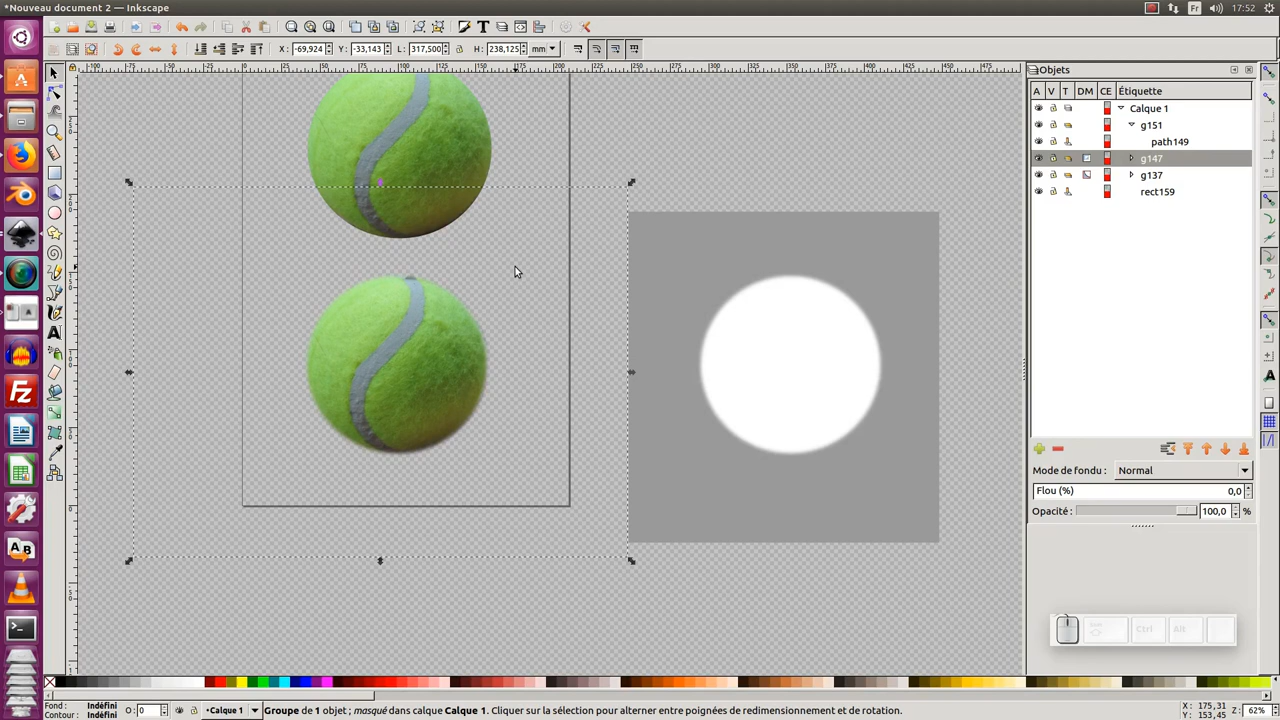 *Nouveau document 2 — Inkscape
Fr
17:52
X: -69,924
Y: -33,143
L: 317,500
H: 238,125
mm
Objets
A V T DM CE Étiquette
Calque 1
g151
path149
g147
g137
rect159
Mode de fondu : Normal
Flou (%) 0,0
Opacité : 100,0 %
Ctrl
Alt
Fond : Indéfini
Contour : Indéfini
O: 0
•Calque 1
Groupe de 1 objet ; masqué dans calque Calque 1. Cliquer sur la sélection pour alterner entre poignées de redimensionnement et de rotation.
X: 175,31
Y: 153,45
Z: 62%